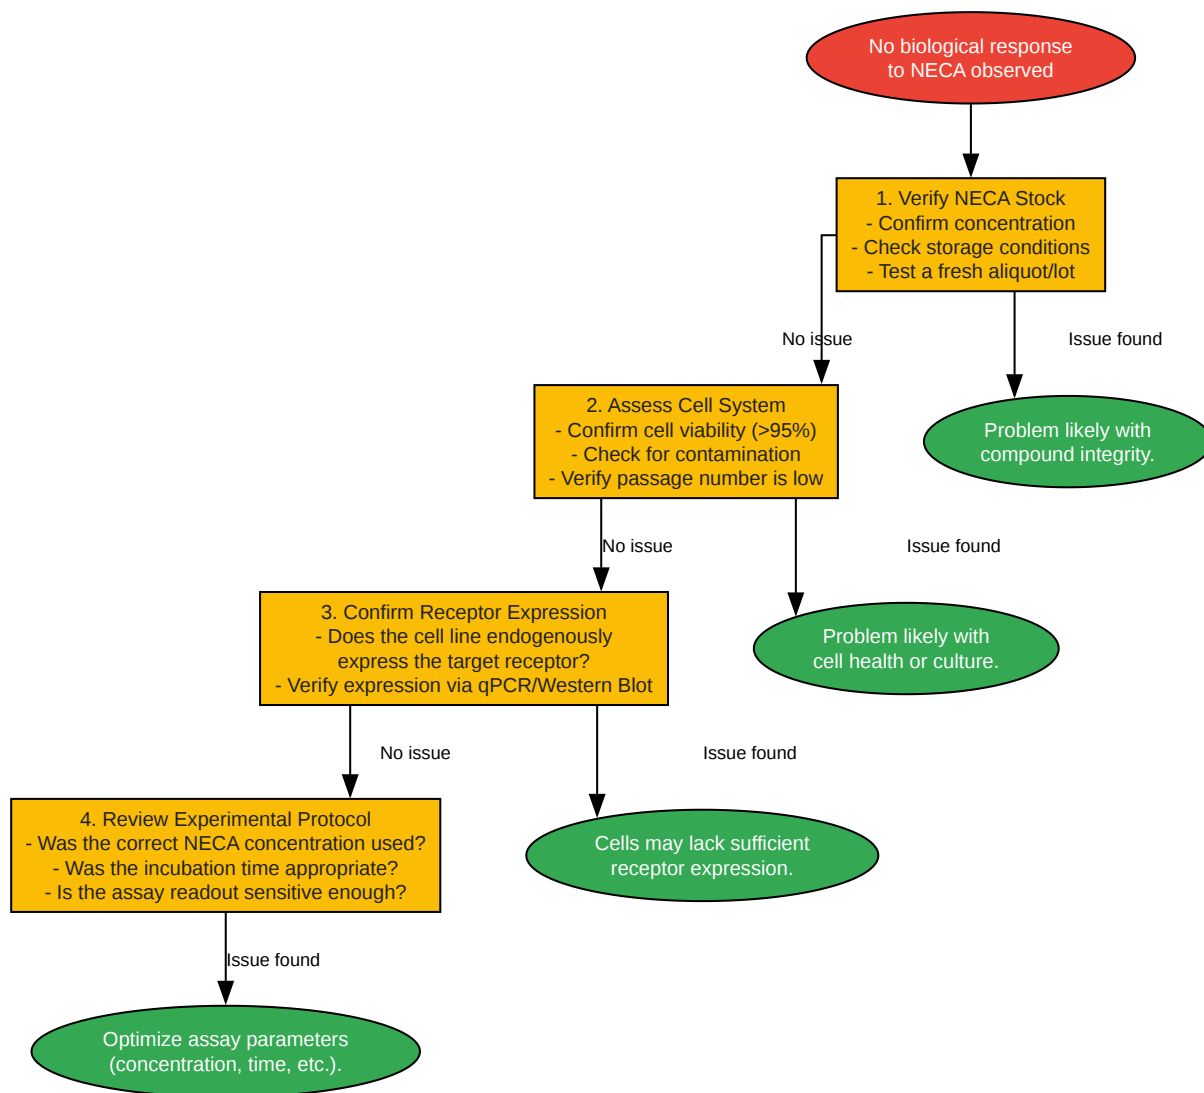 No biological response
to NECA observed
1. Verify NECA Stock
- Confirm concentration
- Check storage conditions
- Test a fresh aliquot/lot
No issue
Issue found
2. Assess Cell System
- Confirm cell viability (>95%)
- Check for contamination
- Verify passage number is low
Problem likely with
compound integrity.
No issue
Issue found
3. Confirm Receptor Expression
- Does the cell line endogenously
express the target receptor?
- Verify expression via qPCR/Western Blot
Problem likely with
cell health or culture.
No issue
Issue found
4. Review Experimental Protocol
- Was the correct NECA concentration used?
- Was the incubation time appropriate?
- Is the assay readout sensitive enough?
Cells may lack sufficient
receptor expression.
Issue found
Optimize assay parameters
(concentration, time, etc.).